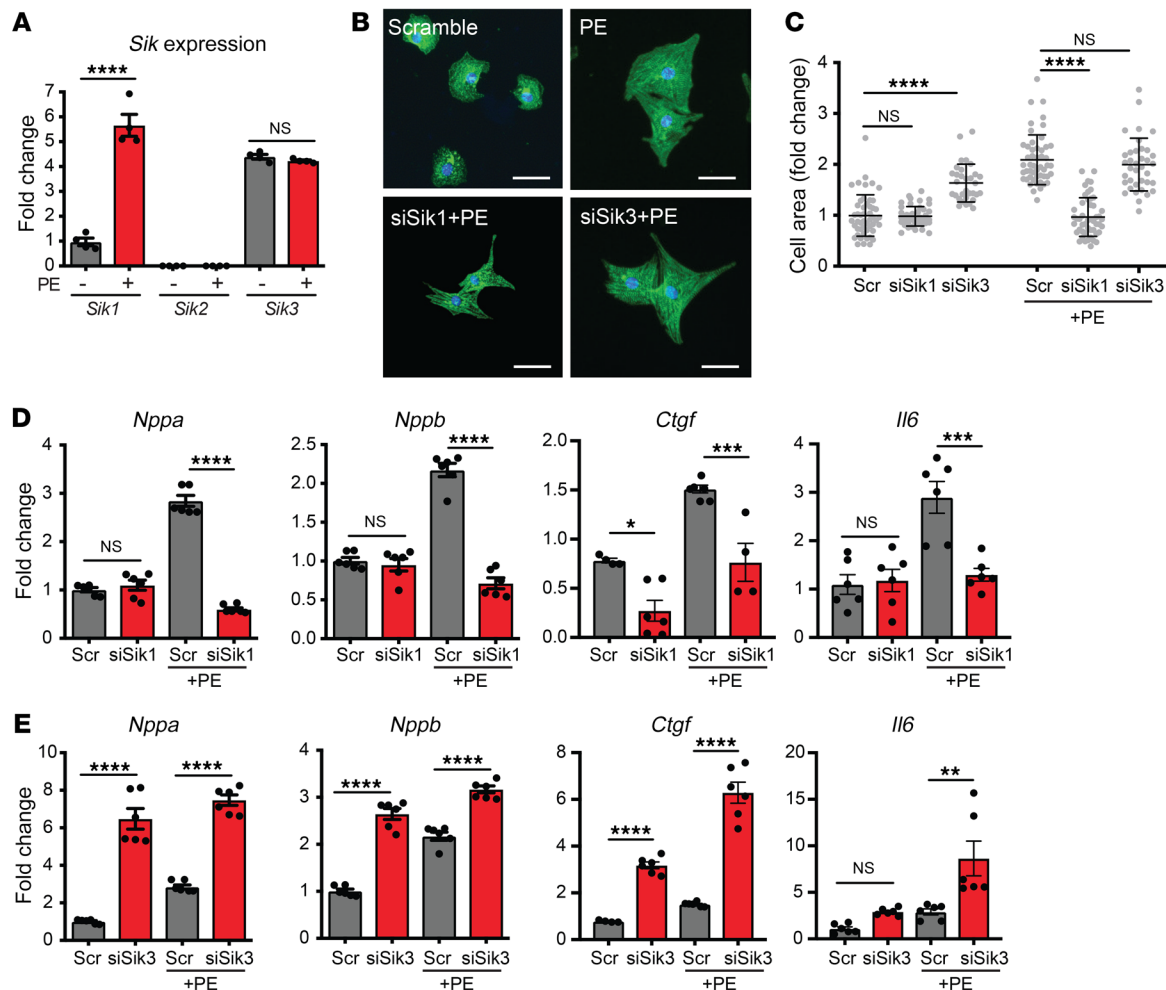 A
Sik expression
****
NS
Fold change
7
6
5
4
3
2
1
0
PE - + - + - +
Sik1 Sik2 Sik3
B
Scramble PE
siSik1+PE siSik3+PE
C
NS
**** ****
NS
Cell area (fold change)
4
3
2
1
0
Scr siSik1 siSik3 Scr siSik1 siSik3
+PE
D
Nppa
Fold change
4
3
2
1
0
NS ****
Scr siSik1 Scr siSik1
+PE
Nppb
2.5
2.0
1.5
1.0
0.5
0.0
NS ****
Scr siSik1 Scr siSik1
+PE
Ctgf
2.0
1.5
1.0
0.5
0.0
* ***
Scr siSik1 Scr siSik1
+PE
Il6
4
3
2
1
0
NS ***
Scr siSik1 Scr siSik1
+PE
E
Nppa
Fold change
10
8
6
4
2
0
**** ****
Scr siSik3 Scr siSik3
+PE
Nppb
4
3
2
1
0
**** ****
Scr siSik3 Scr siSik3
+PE
Ctgf
8
6
4
2
0
**** ****
Scr siSik3 Scr siSik3
+PE
Il6
20
15
10
5
0
NS **
Scr siSik3 Scr siSik3
+PE